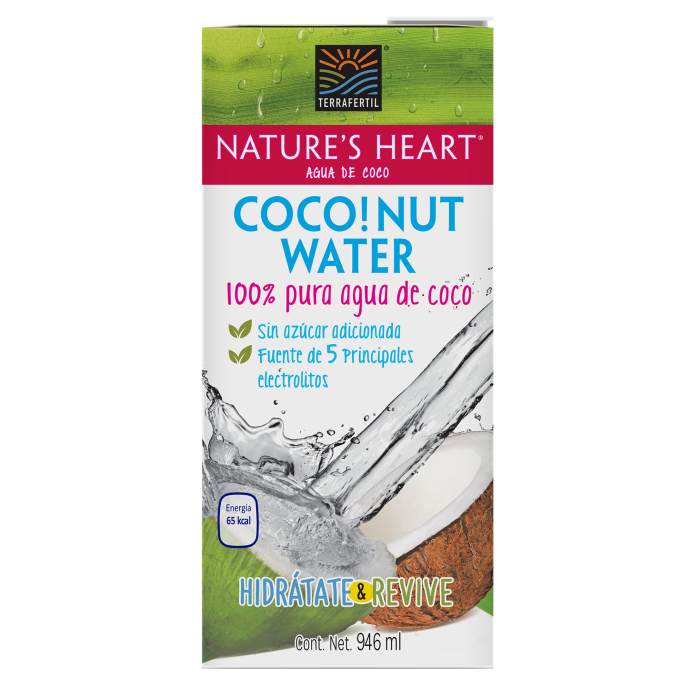 TERRAFERTIL®
NATURE'S HEART®
AGUA DE COCO
COCO!NUT
WATER
100% pura agua de coco
Sin azúcar adicionada
Fuente de 5 Principales
electrolitos
Energía
65 kcal
HIDRÁTATE & REVIVE
Cont. Net. 946 ml